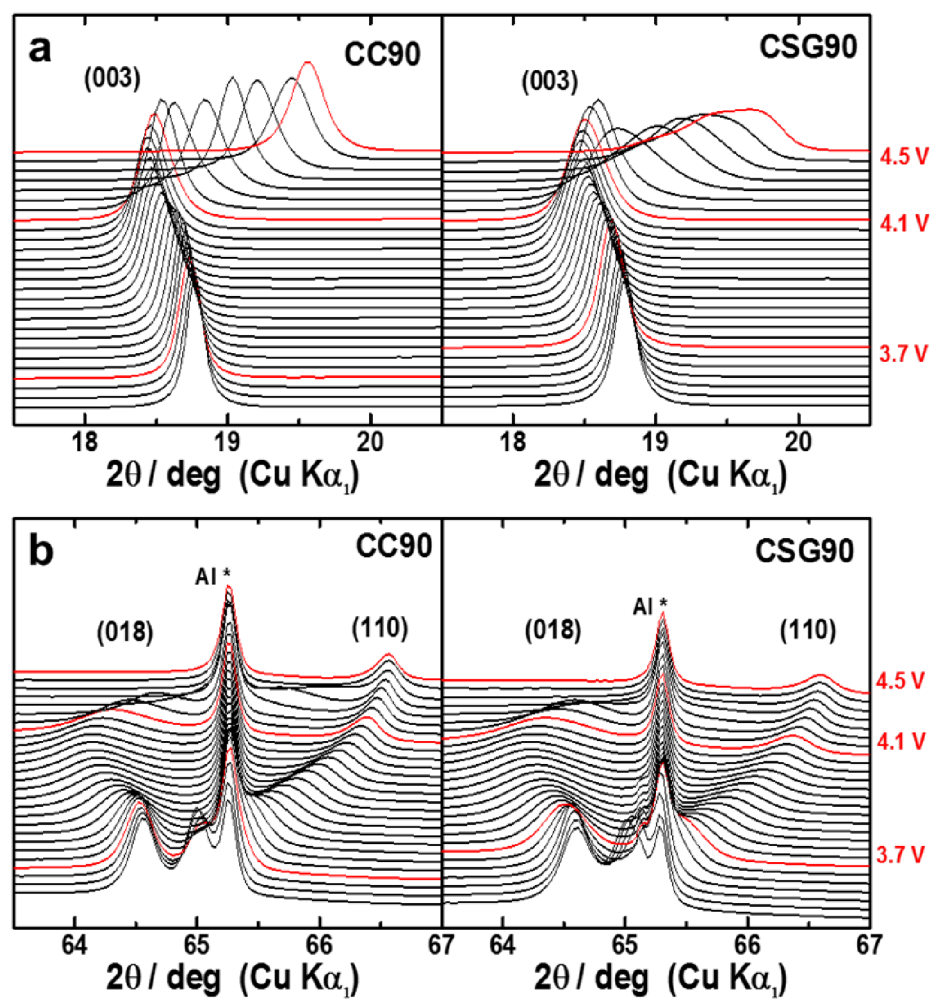 a CC90 CSG90
(003) (003)
4.5 V
4.1 V
3.7 V
18 19 20 18 19 20
2θ / deg (Cu Kα₁) 2θ / deg (Cu Kα₁)
b CC90 CSG90
Al * Al *
(018) (110) (018) (110)
4.5 V
4.1 V
3.7 V
64 65 66 67 64 65 66 67
2θ / deg (Cu Kα₁) 2θ / deg (Cu Kα₁)